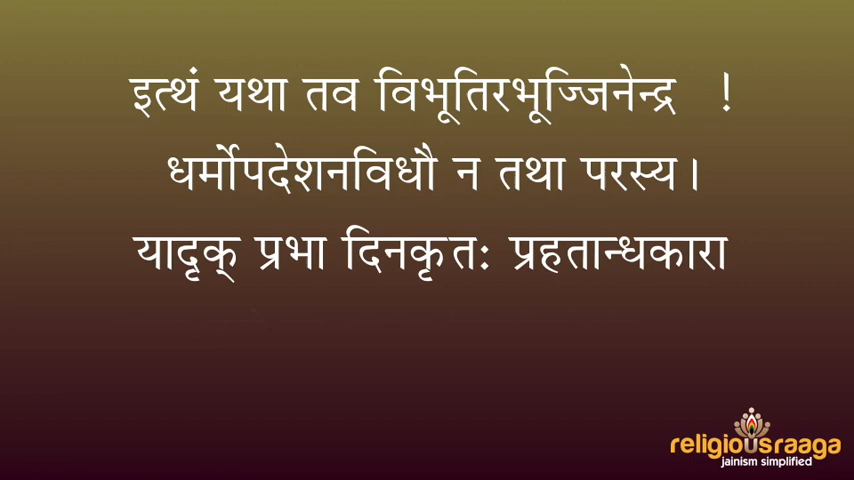 इत्थं यथा तव विभूतिरभूज्जिनेन्द्र !
धर्मोपदेशनविधौ न तथा परस्य।
यादृक् प्रभा दिनकृतः प्रहतान्धकारा
religiousraaga
jainism simplified